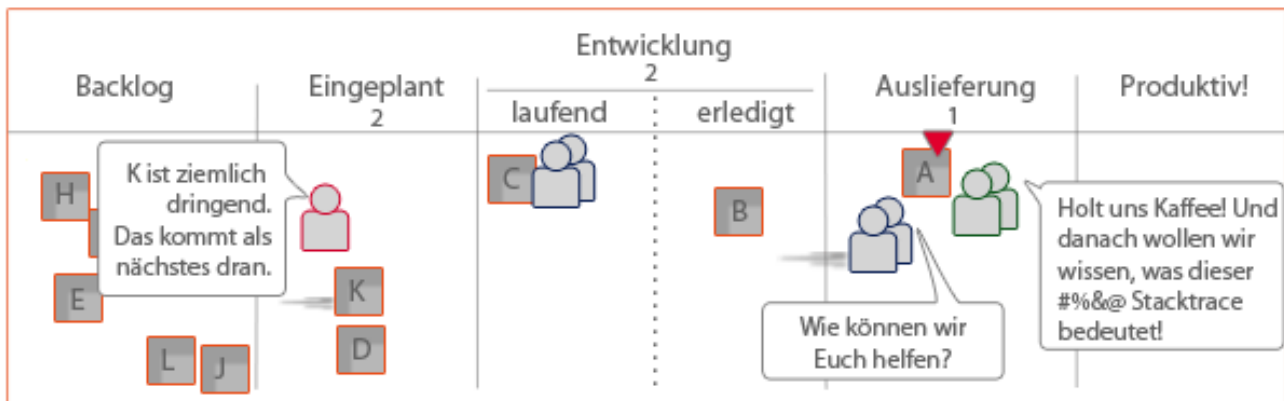 Entwicklung
2
Backlog
Eingeplant
2
laufend
erledigt
Auslieferung
1
Produktiv!
K ist ziemlich
dringend.
Das kommt als
nächstes dran.
H
E
L
J
K
D
C
B
A
Wie können wir
Euch helfen?
Holt uns Kaffee! Und
danach wollen wir
wissen, was dieser
#%&@ Stacktrace
bedeutet!